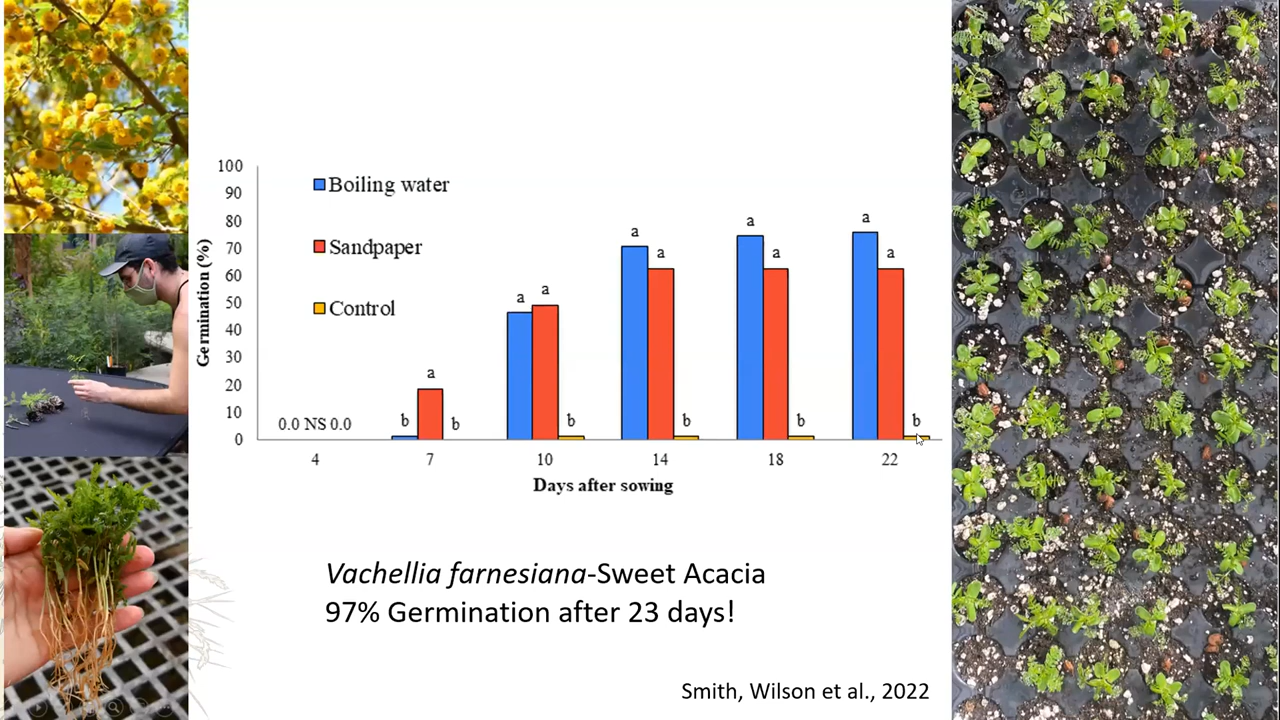 100
90
80
70
60
50
40
30
20
10
0
Germination (%)
Boiling water
Sandpaper
Control
0.0 NS 0.0
b a b
a a b
a a b
a a b
a a b
4 7 10 14 18 22
Days after sowing
Vachellia farnesiana-Sweet Acacia
97% Germination after 23 days!
Smith, Wilson et al., 2022